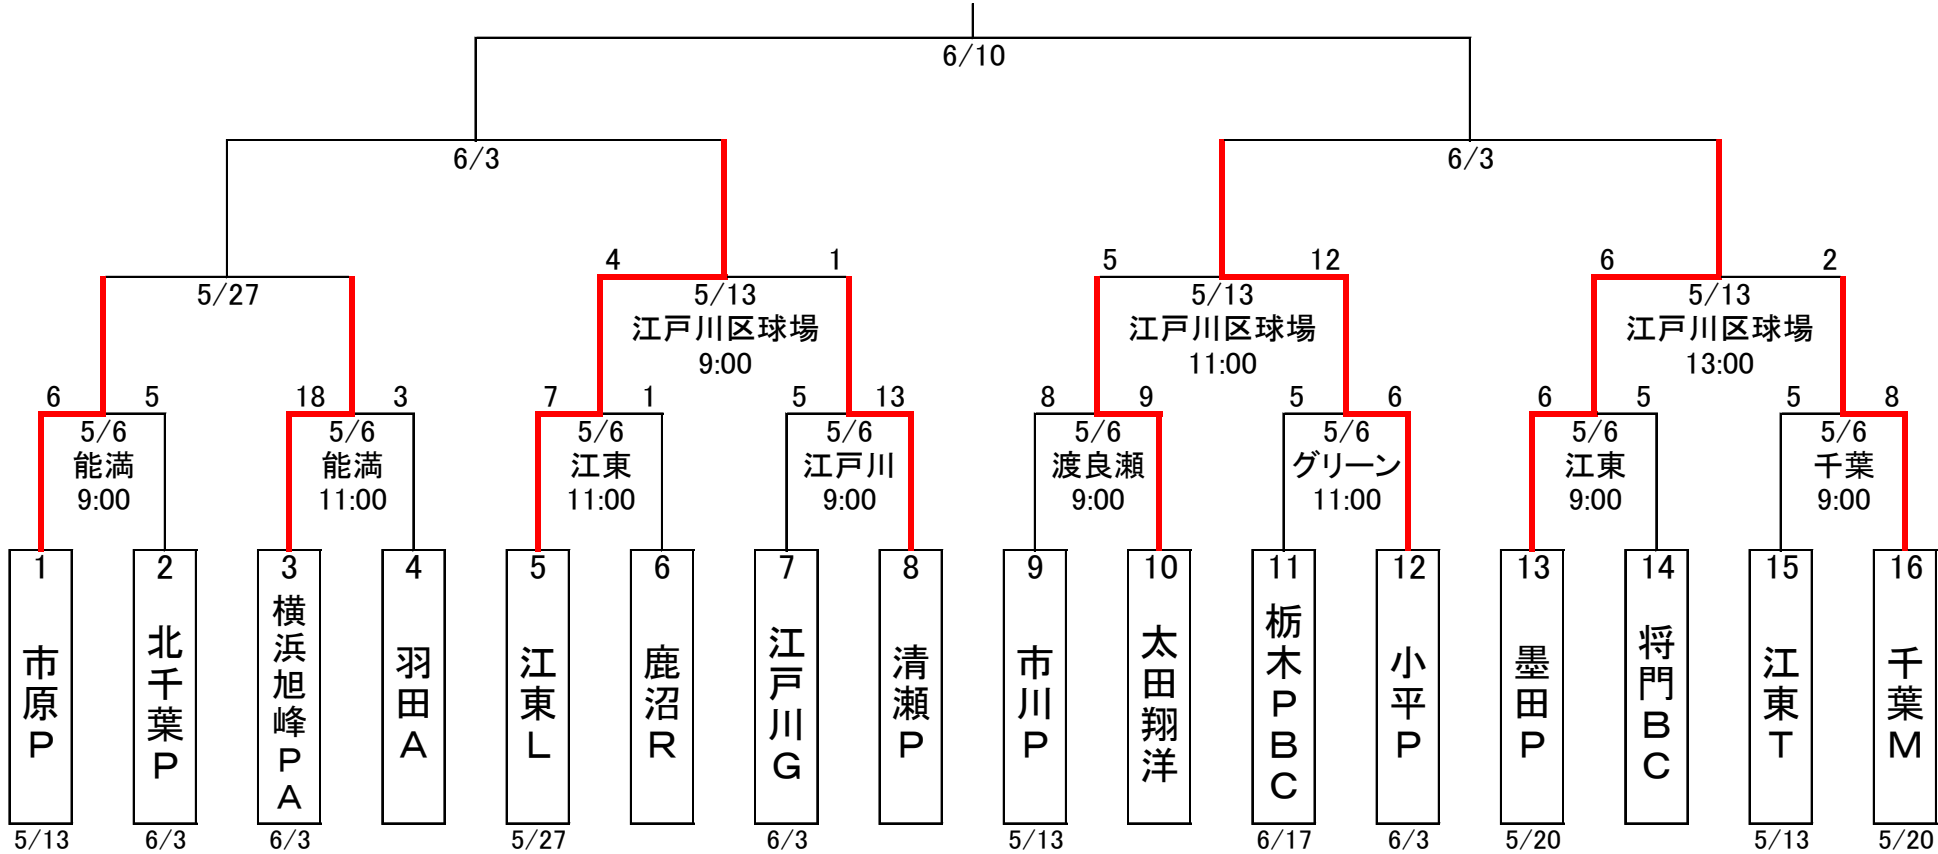 6/10
6/3
6/3
4 1 5 12 6 2
5/27 5/13 5/13 5/13
江戸川区球場 江戸川区球場 江戸川区球場
9:00 11:00 13:00
6 5 18 3 7 1 5 13 8 9 5 6 6 5 5 8
5/6 5/6 5/6 5/6 5/6 5/6 5/6 5/6
能満 能満 江東 江戸川 渡良瀬 グリーン 江東 千葉
9:00 11:00 11:00 9:00 9:00 11:00 9:00 9:00
1 2 3 4 5 6 7 8 9 10 11 12 13 14 15 16
市原P
北千葉P
横浜旭峰PA
羽田A
江東L
鹿沼R
江戸川G
清瀬P
市川P
太田翔洋
栃木PBC
小平P
墨田P
将門BC
江東T
千葉M
5/13 6/3 6/3 5/27 6/3 5/13 6/17 6/3 5/20 5/13 5/20